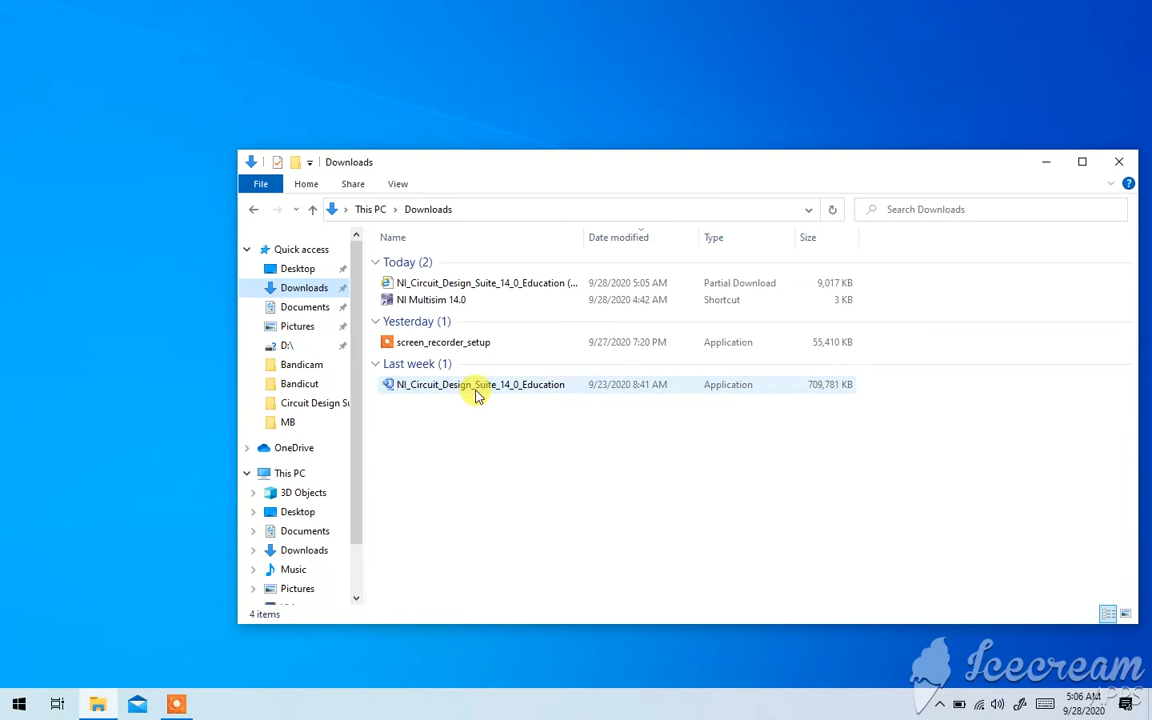 Downloads
File Home Share View
This PC Downloads Search Downloads
Name Date modified Type Size
Quick access
Desktop
Downloads
Documents
Pictures
D:\
Bandicam
Bandicut
Circuit Design Su
MB
OneDrive
This PC
3D Objects
Desktop
Documents
Downloads
Music
Pictures
Today (2)
NI_Circuit_Design_Suite_14_0_Education (... 9/28/2020 5:05 AM Partial Download 9,017 KB
NI Multisim 14.0 9/28/2020 4:42 AM Shortcut 3 KB
Yesterday (1)
screen_recorder_setup 9/27/2020 7:20 PM Application 55,410 KB
Last week (1)
NI_Circuit_Design_Suite_14_0_Education 9/23/2020 8:41 AM Application 709,781 KB
4 items
Icecream
APPS
5:06 AM
9/28/2020